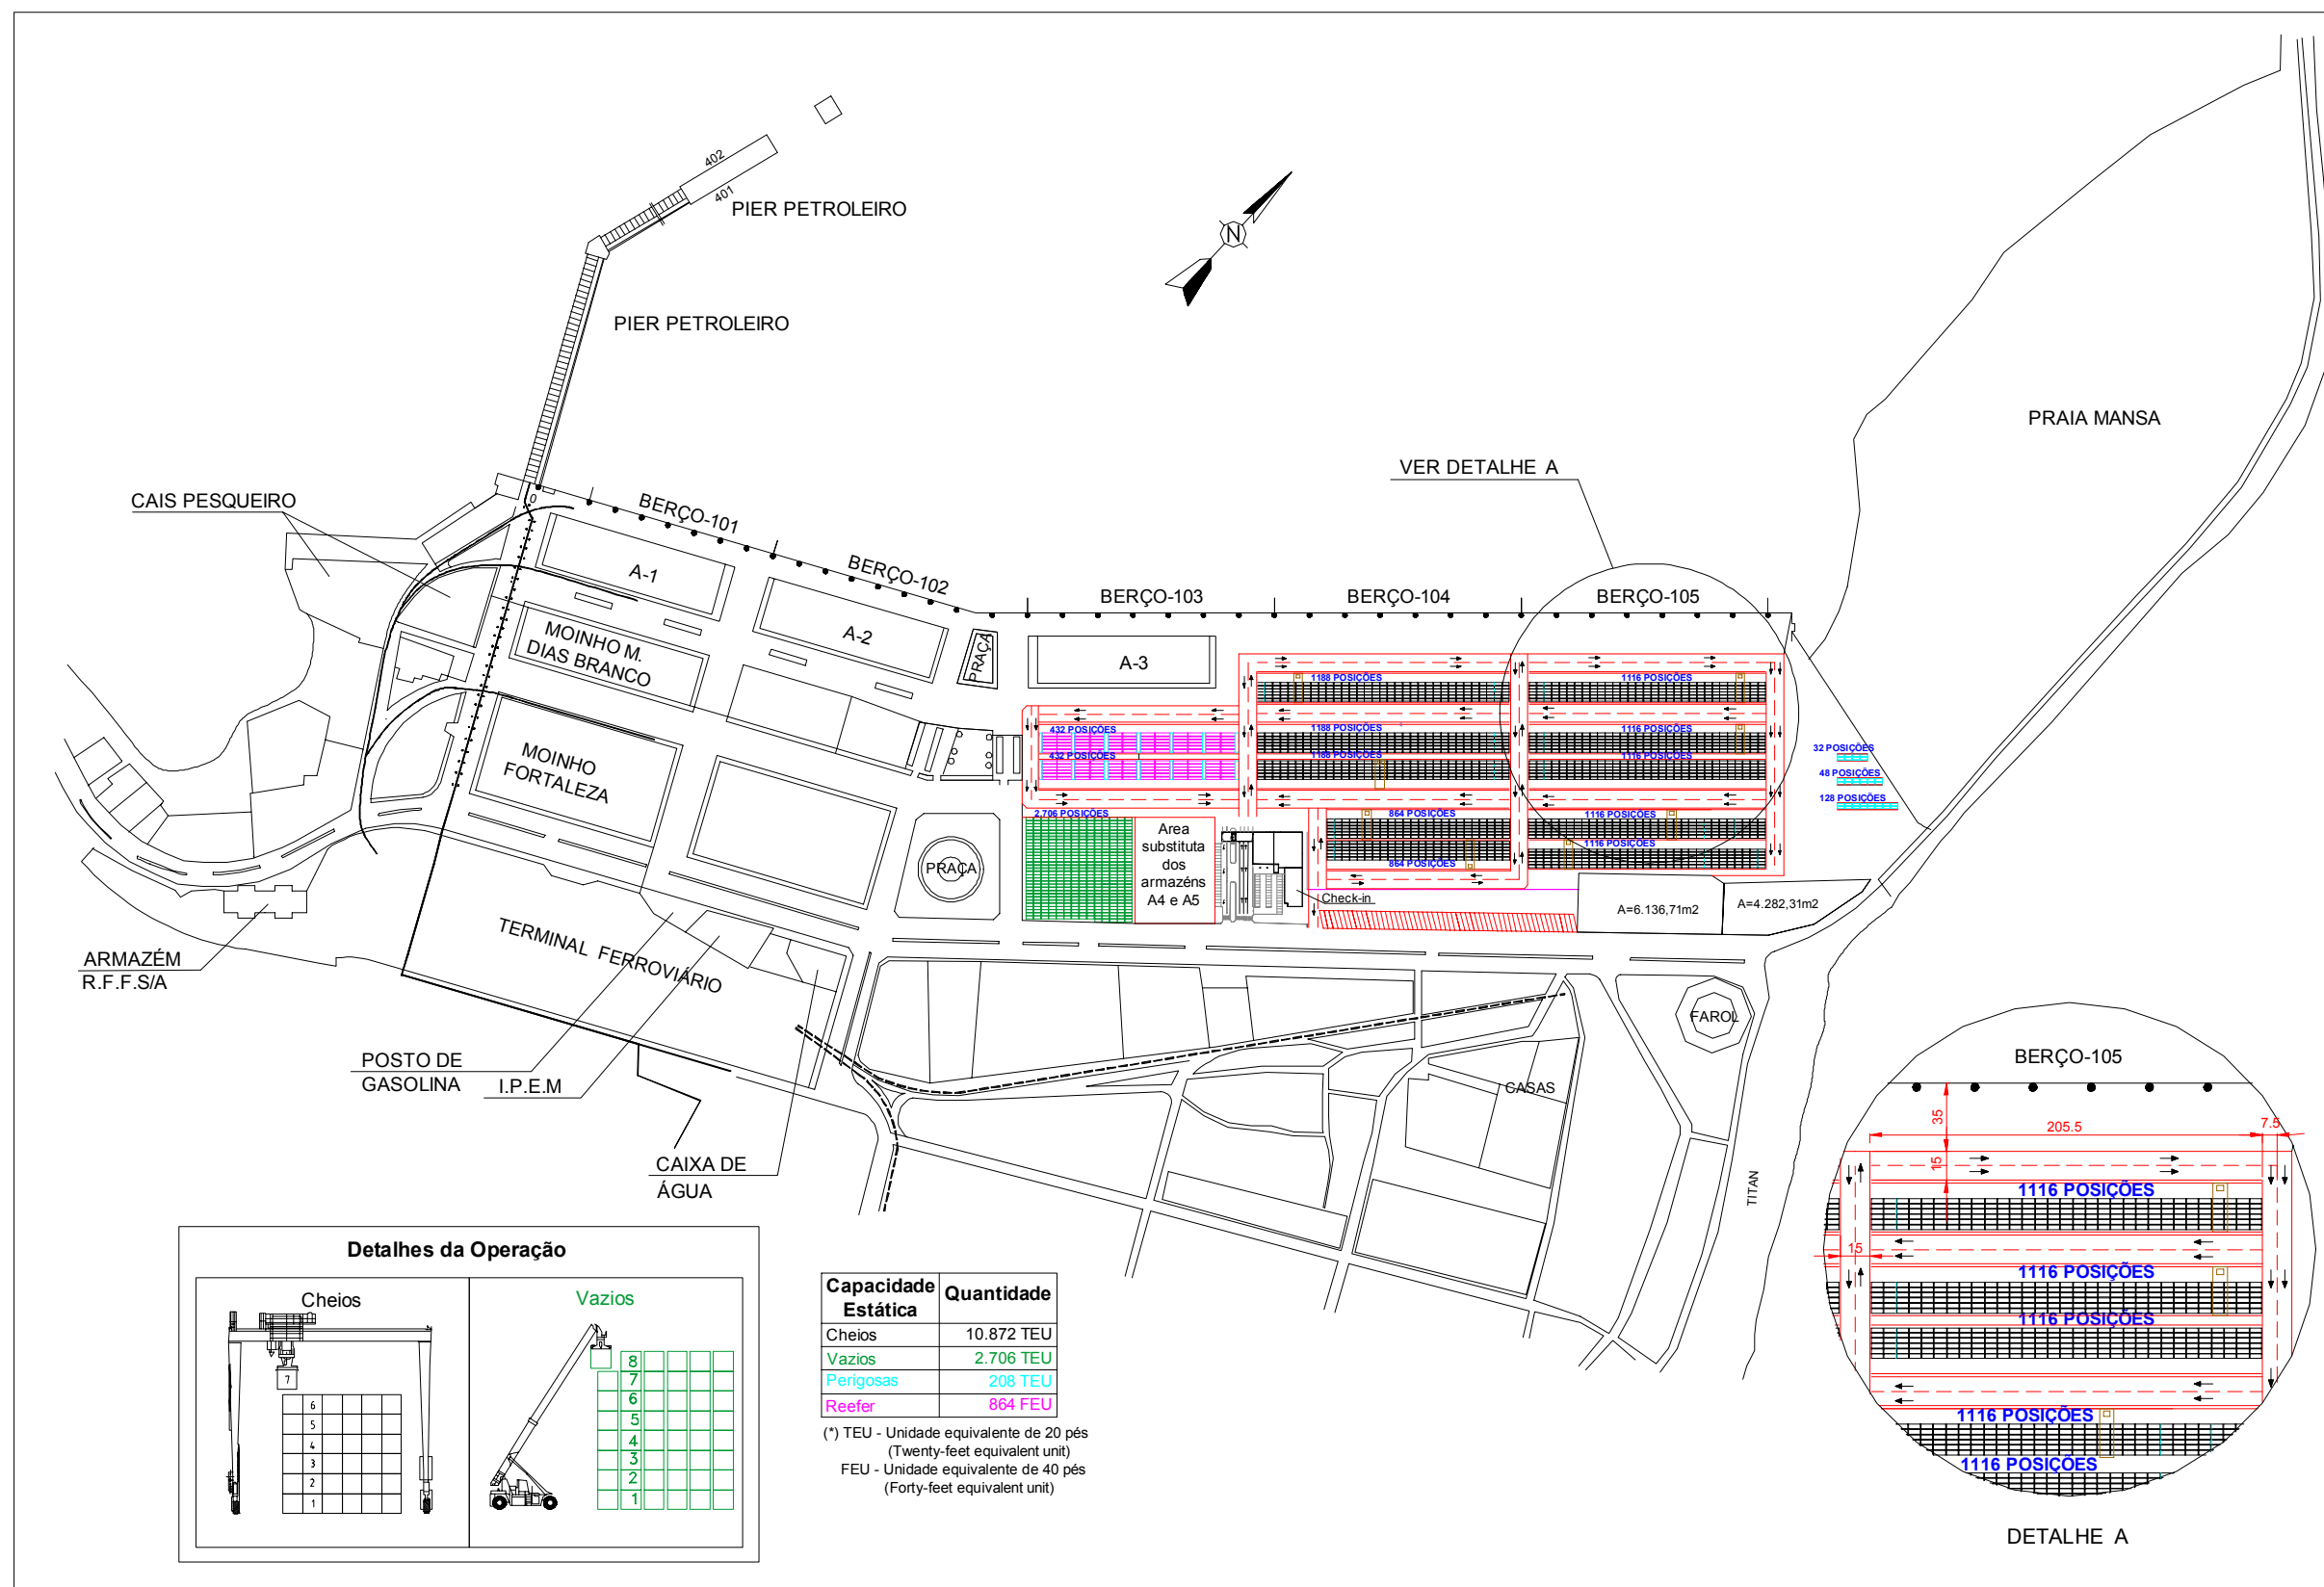 402
401
PIER PETROLEIRO
N
PIER PETROLEIRO
PRAIA MANSA
VER DETALHE A
CAIS PESQUEIRO
0
BERÇO-101
BERÇO-102
BERÇO-103
BERÇO-104
BERÇO-105
A-1
A-2
PRAÇA
A-3
MOINHO M.
DIAS BRANCO
MOINHO
FORTALEZA
1188 POSIÇÕES
1116 POSIÇÕES
432 POSIÇÕES
1188 POSIÇÕES
1116 POSIÇÕES
432 POSIÇÕES
1188 POSIÇÕES
1116 POSIÇÕES
32 POSIÇÕES
48 POSIÇÕES
128 POSIÇÕES
2.706 POSIÇÕES
864 POSIÇÕES
1116 POSIÇÕES
1116 POSIÇÕES
864 POSIÇÕES
Area
substituta
dos
armazéns
A4 e A5
PRAÇA
Check-in
A=6.136,71m2
A=4.282,31m2
TERMINAL FERROVIÁRIO
ARMAZÉM
R.F.F.S/A
POSTO DE
GASOLINA
I.P.E.M
CAIXA DE
ÁGUA
FAROL
CASAS
TITAN
Detalhes da Operação
Cheios
7
6
5
4
3
2
1
Vazios
8
7
6
5
4
3
2
1
Capacidade Estática Quantidade
Cheios 10.872 TEU
Vazios 2.706 TEU
Perigosas 208 TEU
Reefer 864 FEU
(*) TEU - Unidade equivalente de 20 pés
(Twenty-feet equivalent unit)
FEU - Unidade equivalente de 40 pés
(Forty-feet equivalent unit)
BERÇO-105
35
205.5
7.5
15
1116 POSIÇÕES
15
1116 POSIÇÕES
1116 POSIÇÕES
1116 POSIÇÕES
1116 POSIÇÕES
DETALHE A